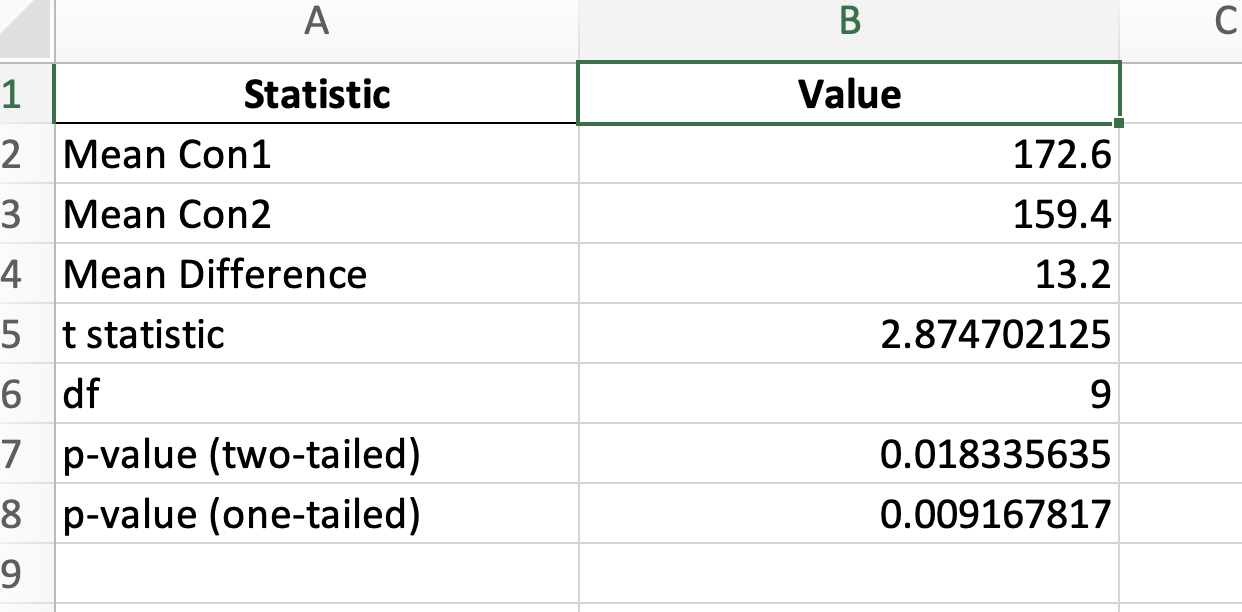 A B C
1 Statistic Value
2 Mean Con1 172.6
3 Mean Con2 159.4
4 Mean Difference 13.2
5 t statistic 2.874702125
6 df 9
7 p-value (two-tailed) 0.018335635
8 p-value (one-tailed) 0.009167817
9